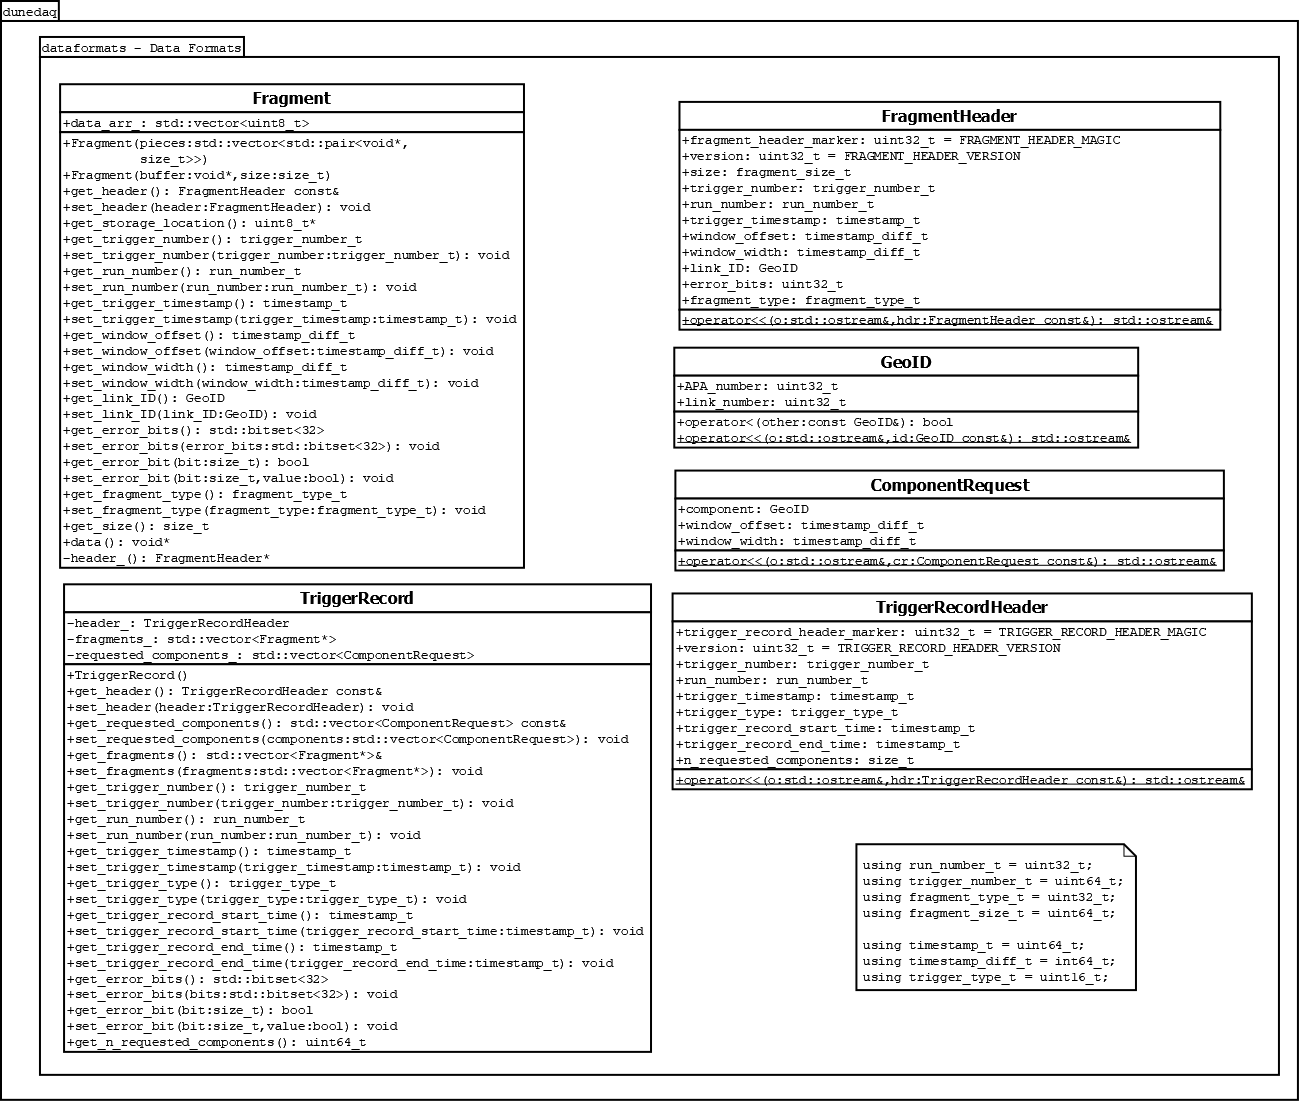 dunedaq
dataformats - Data Formats
Fragment
+data_arr_: std::vector<uint8_t>
+Fragment(pieces:std::vector<std::pair<void*,
size_t>>)
+Fragment(buffer:void*,size:size_t)
+get_header(): FragmentHeader const&
+set_header(header:FragmentHeader): void
+get_storage_location(): uint8_t*
+get_trigger_number(): trigger_number_t
+set_trigger_number(trigger_number:trigger_number_t): void
+get_run_number(): run_number_t
+set_run_number(run_number:run_number_t): void
+get_trigger_timestamp(): timestamp_t
+set_trigger_timestamp(trigger_timestamp:timestamp_t): void
+get_window_offset(): timestamp_diff_t
+set_window_offset(window_offset:timestamp_diff_t): void
+get_window_width(): timestamp_diff_t
+set_window_width(window_width:timestamp_diff_t): void
+get_link_ID(): GeoID
+set_link_ID(link_ID:GeoID): void
+get_error_bits(): std::bitset<32>
+set_error_bits(error_bits:std::bitset<32>): void
+get_error_bit(bit:size_t): bool
+set_error_bit(bit:size_t,value:bool): void
+get_fragment_type(): fragment_type_t
+set_fragment_type(fragment_type:fragment_type_t): void
+get_size(): size_t
+data(): void*
-header_(): FragmentHeader*
TriggerRecord
-header_: TriggerRecordHeader
-fragments_: std::vector<Fragment*>
-requested_components_: std::vector<ComponentRequest>
+TriggerRecord()
+get_header(): TriggerRecordHeader const&
+set_header(header:TriggerRecordHeader): void
+get_requested_components(): std::vector<ComponentRequest> const&
+set_requested_components(components:std::vector<ComponentRequest>): void
+get_fragments(): std::vector<Fragment*>&
+set_fragments(fragments:std::vector<Fragment*>): void
+get_trigger_number(): trigger_number_t
+set_trigger_number(trigger_number:trigger_number_t): void
+get_run_number(): run_number_t
+set_run_number(run_number:run_number_t): void
+get_trigger_timestamp(): timestamp_t
+set_trigger_timestamp(trigger_timestamp:timestamp_t): void
+get_trigger_type(): trigger_type_t
+set_trigger_type(trigger_type:trigger_type_t): void
+get_trigger_record_start_time(): timestamp_t
+set_trigger_record_start_time(trigger_record_start_time:timestamp_t): void
+get_trigger_record_end_time(): timestamp_t
+set_trigger_record_end_time(trigger_record_end_time:timestamp_t): void
+get_error_bits(): std::bitset<32>
+set_error_bits(bits:std::bitset<32>): void
+get_error_bit(bit:size_t): bool
+set_error_bit(bit:size_t,value:bool): void
+get_n_requested_components(): uint64_t
FragmentHeader
+fragment_header_marker: uint32_t = FRAGMENT_HEADER_MAGIC
+version: uint32_t = FRAGMENT_HEADER_VERSION
+size: fragment_size_t
+trigger_number: trigger_number_t
+run_number: run_number_t
+trigger_timestamp: timestamp_t
+window_offset: timestamp_diff_t
+window_width: timestamp_diff_t
+link_ID: GeoID
+error_bits: uint32_t
+fragment_type: fragment_type_t
+operator<<(o:std::ostream&,hdr:FragmentHeader const&): std::ostream&
GeoID
+APA_number: uint32_t
+link_number: uint32_t
+operator<(other:const GeoID&): bool
+operator<<(o:std::ostream&,id:GeoID const&): std::ostream&
ComponentRequest
+component: GeoID
+window_offset: timestamp_diff_t
+window_width: timestamp_diff_t
+operator<<(o:std::ostream&,cr:ComponentRequest const&): std::ostream&
TriggerRecordHeader
+trigger_record_header_marker: uint32_t = TRIGGER_RECORD_HEADER_MAGIC
+version: uint32_t = TRIGGER_RECORD_HEADER_VERSION
+trigger_number: trigger_number_t
+run_number: run_number_t
+trigger_timestamp: timestamp_t
+trigger_type: trigger_type_t
+trigger_record_start_time: timestamp_t
+trigger_record_end_time: timestamp_t
+n_requested_components: size_t
+operator<<(o:std::ostream&,hdr:TriggerRecordHeader const&): std::ostream&
using run_number_t = uint32_t;
using trigger_number_t = uint64_t;
using fragment_type_t = uint32_t;
using fragment_size_t = uint64_t;
using timestamp_t = uint64_t;
using timestamp_diff_t = int64_t;
using trigger_type_t = uint16_t;